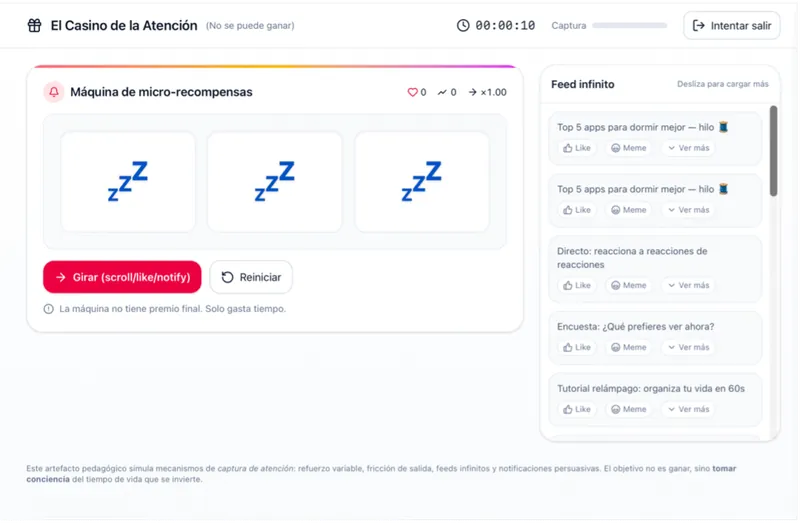 El Casino de la Atención (No se puede ganar)
00:00:10 Captura Intentar salir
Máquina de micro-recompensas
0 0 ×1.00
zzZ zzZ zzZ
Girar (scroll/like/notify) Reiniciar
La máquina no tiene premio final. Solo gasta tiempo.
Feed infinito Desliza para cargar más
Top 5 apps para dormir mejor — hilo
Like Meme Ver más
Top 5 apps para dormir mejor — hilo
Like Meme Ver más
Directo: reacciona a reacciones de
reacciones
Like Meme Ver más
Encuesta: ¿Qué prefieres ver ahora?
Like Meme Ver más
Tutorial relámpago: organiza tu vida en 60s
Like Meme Ver más
Este artefacto pedagógico simula mecanismos de captura de atención: refuerzo variable, fricción de salida, feeds infinitos y notificaciones persuasivas. El objetivo no es ganar, sino tomar
conciencia del tiempo de vida que se invierte.